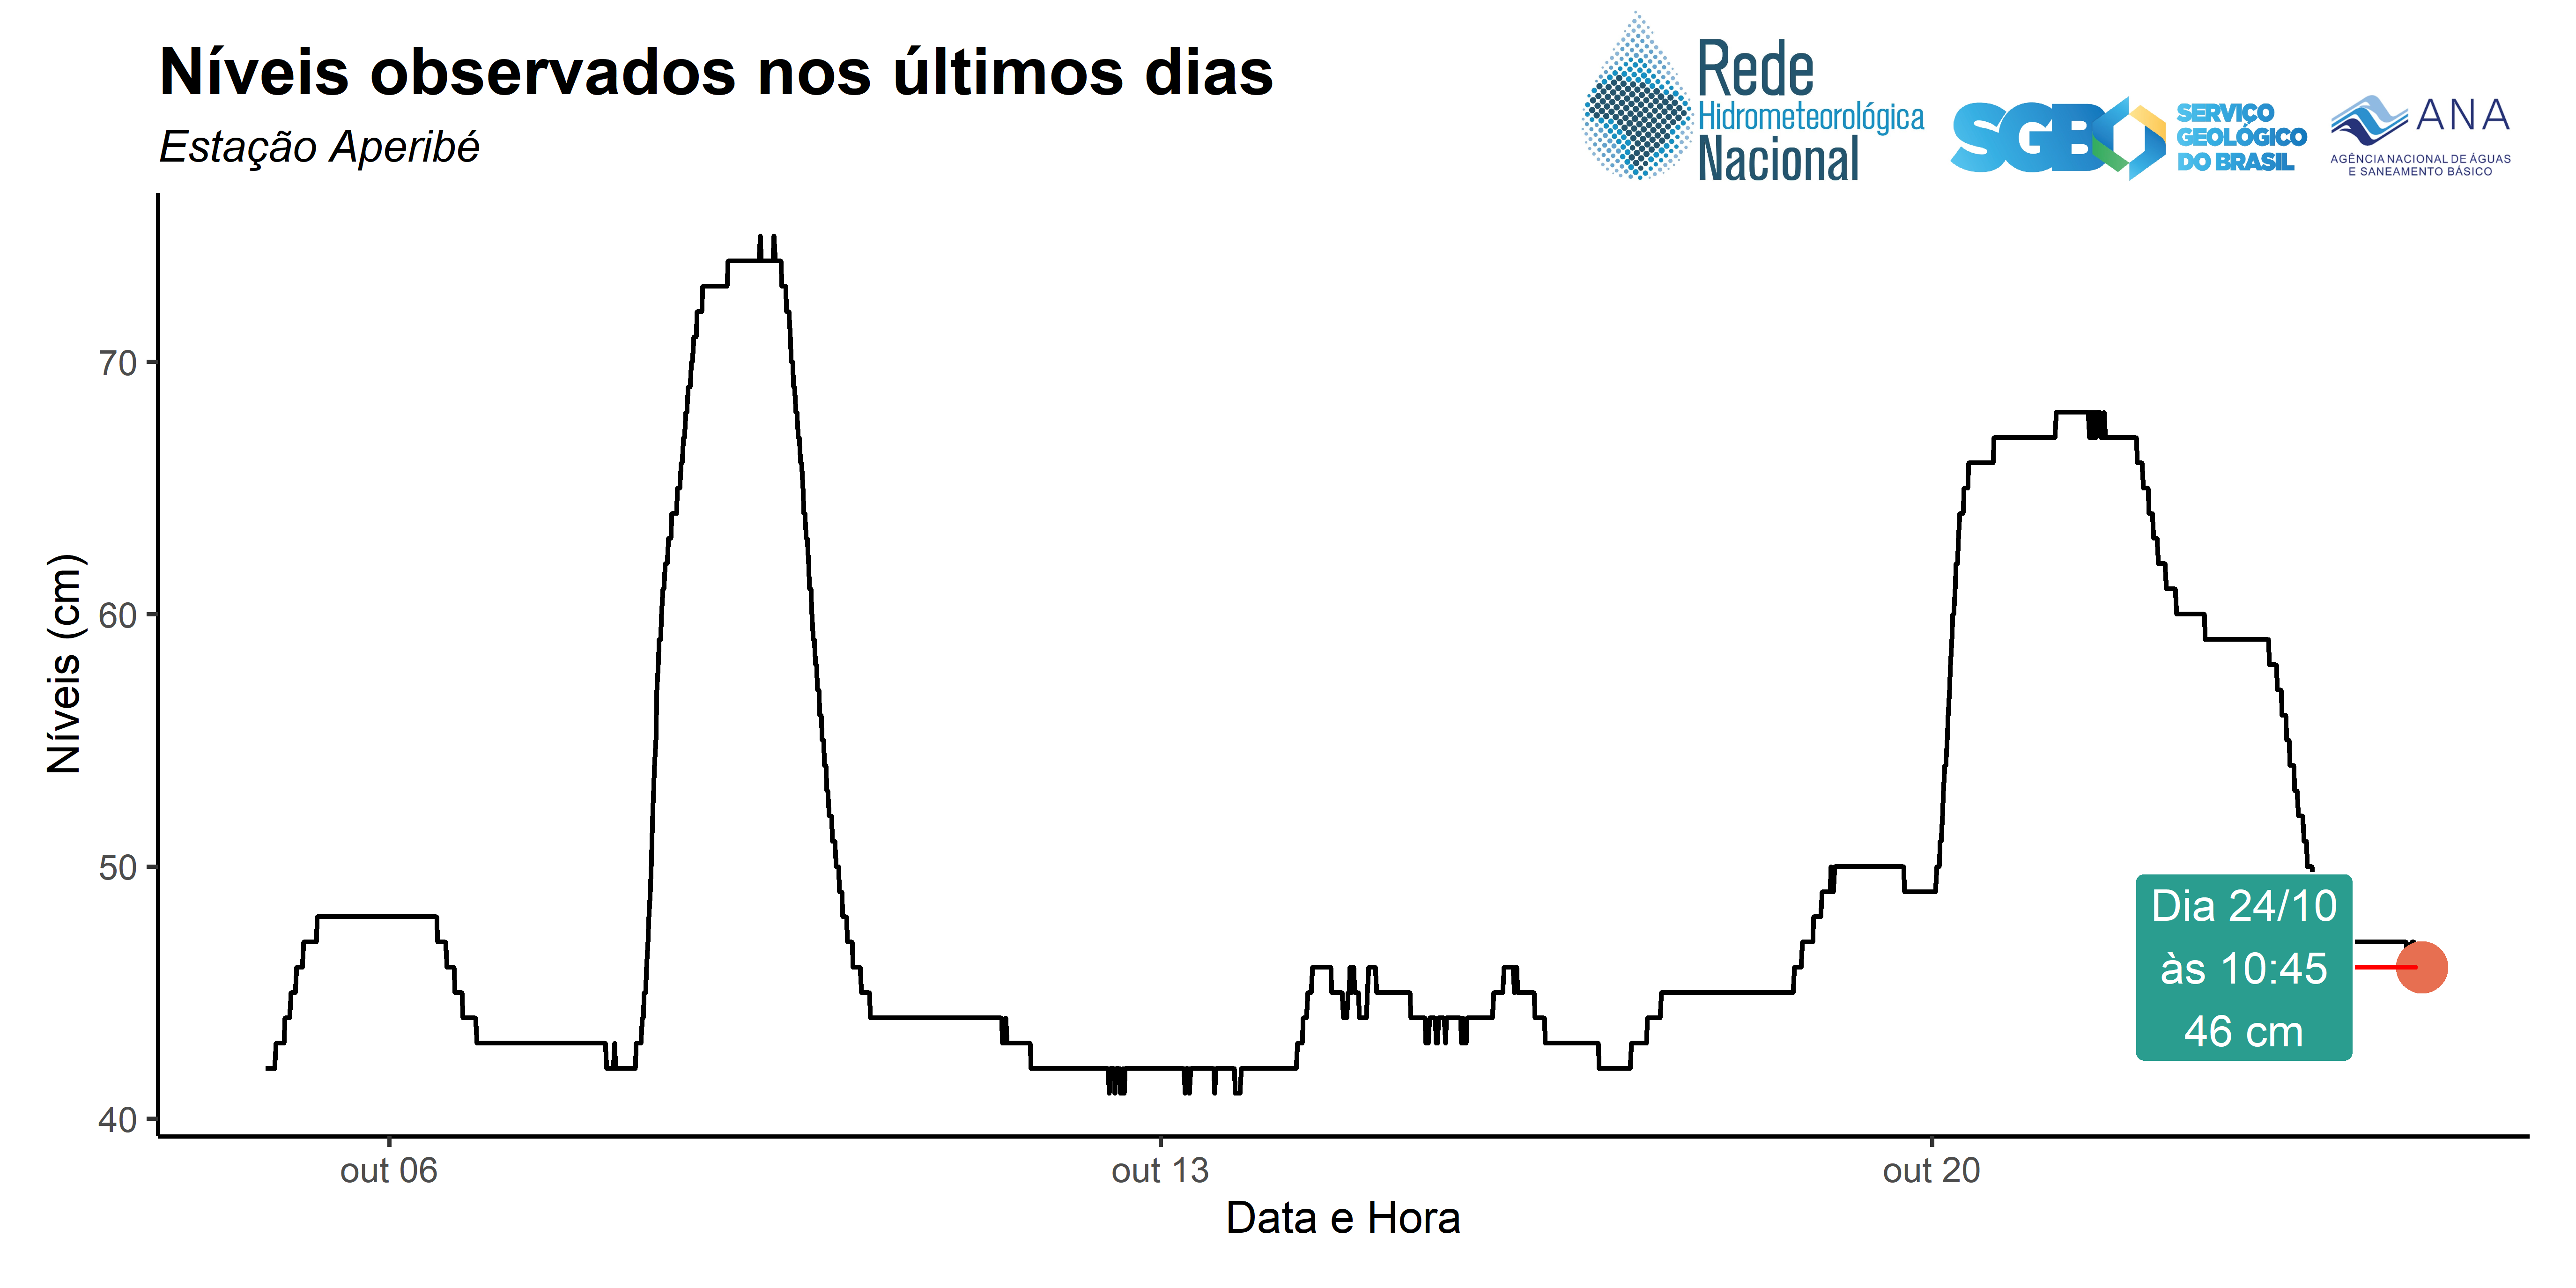 Níveis observados nos últimos dias
Estação Aperibé
Rede
Hidrometeorológica
Nacional
SGB
SERVIÇO
GEOLÓGICO
DO BRASIL
ANA
AGÊNCIA NACIONAL DE ÁGUAS
E SANEAMENTO BÁSICO
Níveis (cm)
70
60
50
40
Dia 24/10
às 10:45
46 cm
out 06
out 13
out 20
Data e Hora